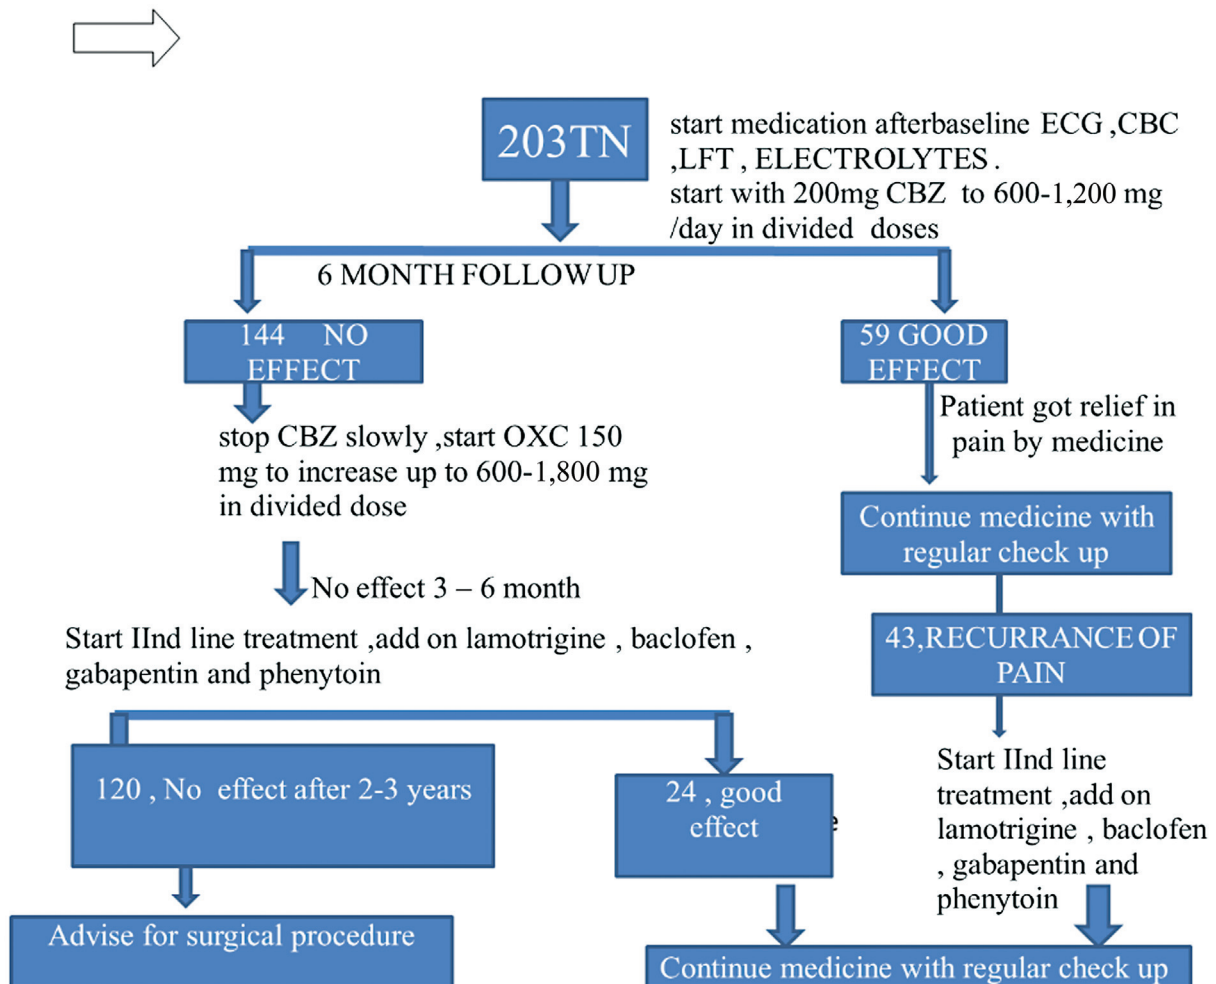 203TN
start medication afterbaseline ECG ,CBC
,LFT , ELECTROLYTES .
start with 200mg CBZ to 600-1,200 mg
/day in divided doses
6 MONTH FOLLOW UP
144 NO
EFFECT
59 GOOD
EFFECT
stop CBZ slowly ,start OXC 150
mg to increase up to 600-1,800 mg
in divided dose
Patient got relief in
pain by medicine
Continue medicine with
regular check up
No effect 3 – 6 month
Start IInd line treatment ,add on lamotrigine , baclofen ,
gabapentin and phenytoin
43,RECURRANCE OF
PAIN
120 , No effect after 2-3 years
24 , good
effect
e
Start IInd line
treatment ,add on
lamotrigine , baclofen
, gabapentin and
phenytoin
Advise for surgical procedure
Continue medicine with regular check up